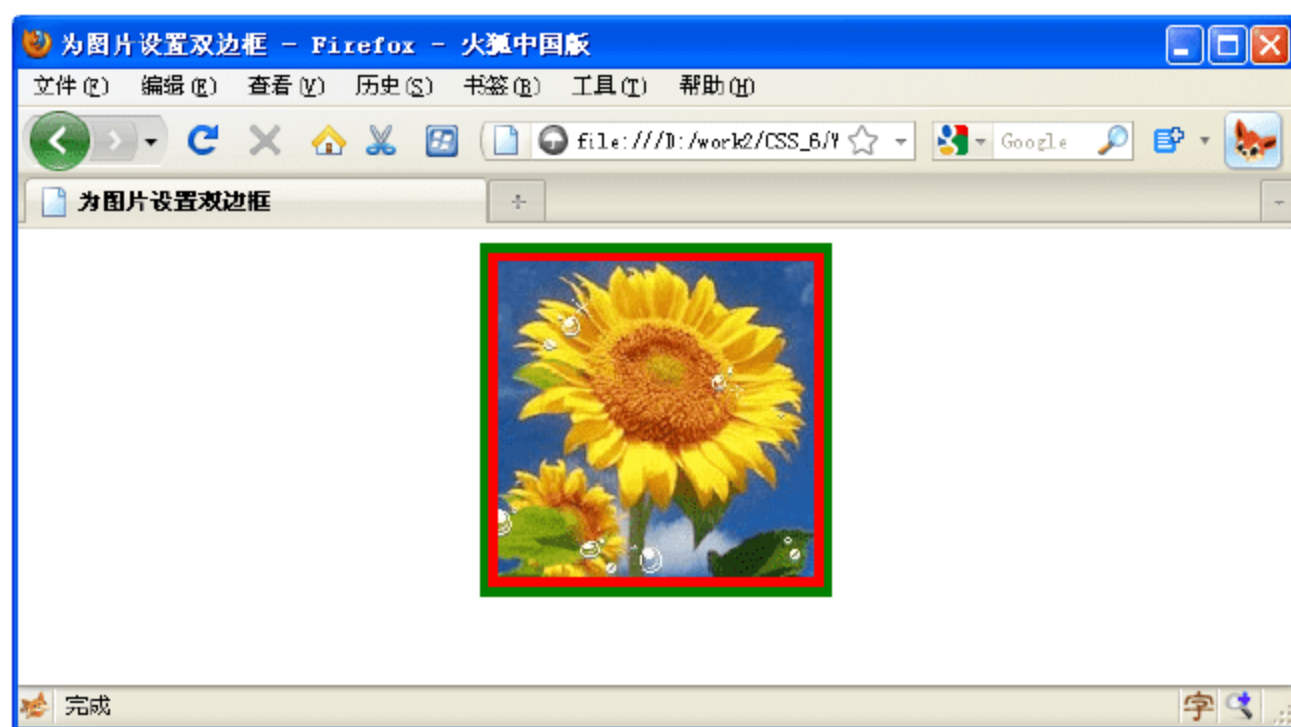 为图片设置双边框 - Firefox - 火狐中国版
文件(F) 编辑(E) 查看(V) 历史(S) 书签(B) 工具(T) 帮助(H)
file:///D:/work2/CSS_6/ Google
为图片设置双边框
完成 字